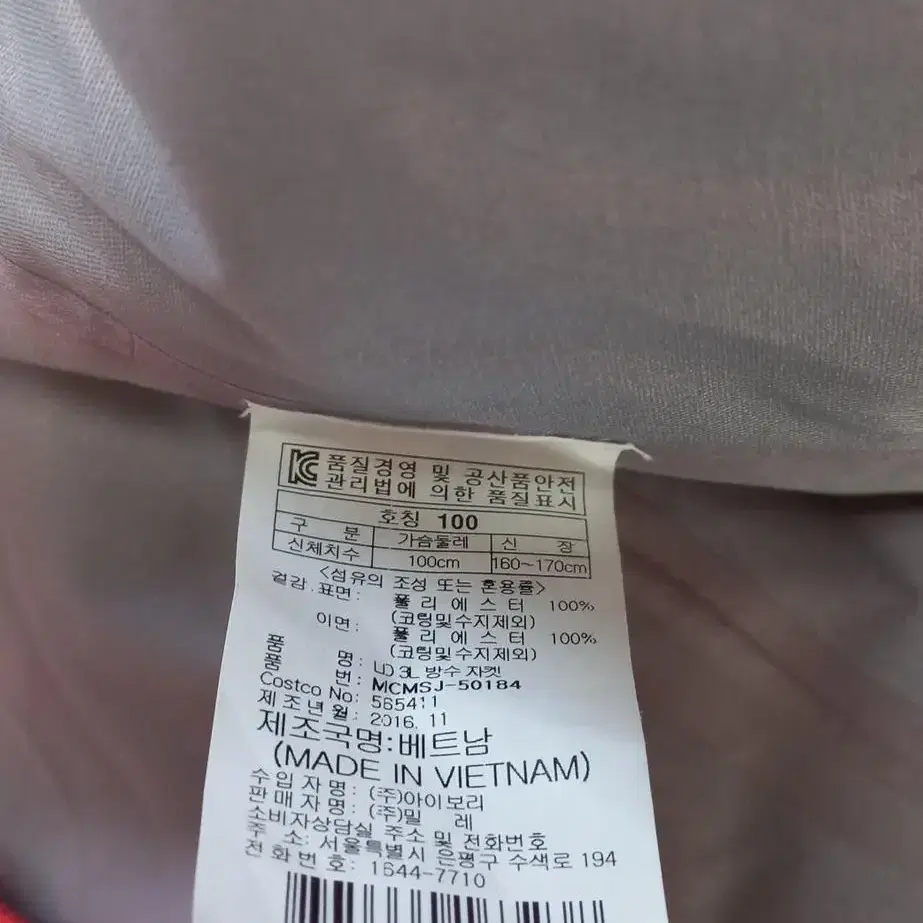 KC 품질경영 및 공산품안전
관리법에 의한 품질표시
호칭 100
구 분 가슴둘레 신 장
신체치수 100cm 160~170cm
<섬유의 조성 또는 혼용률>
겉감.표면: 폴리에스터 100%
(코팅및수지제외)
이면: 폴리에스터 100%
(코팅및수지제외)
품 명: LD 3L 방수 자켓
품 번: MCMSJ-50184
Costco No: 565411
제조년월: 2016. 11
제조국명:베트남
(MADE IN VIETNAM)
수입자명: (주)아이보리
판매자명: (주)밀 레
소비자상담실 주소 및 전화번호
주 소: 서울특별시 은평구 수색로 194
전화번호: 1644-7710